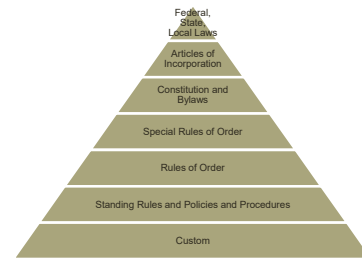 Federal,
State,
Local Laws
Articles of
Incorporation
Constitution and
Bylaws
Special Rules of Order
Rules of Order
Standing Rules and Policies and Procedures
Custom